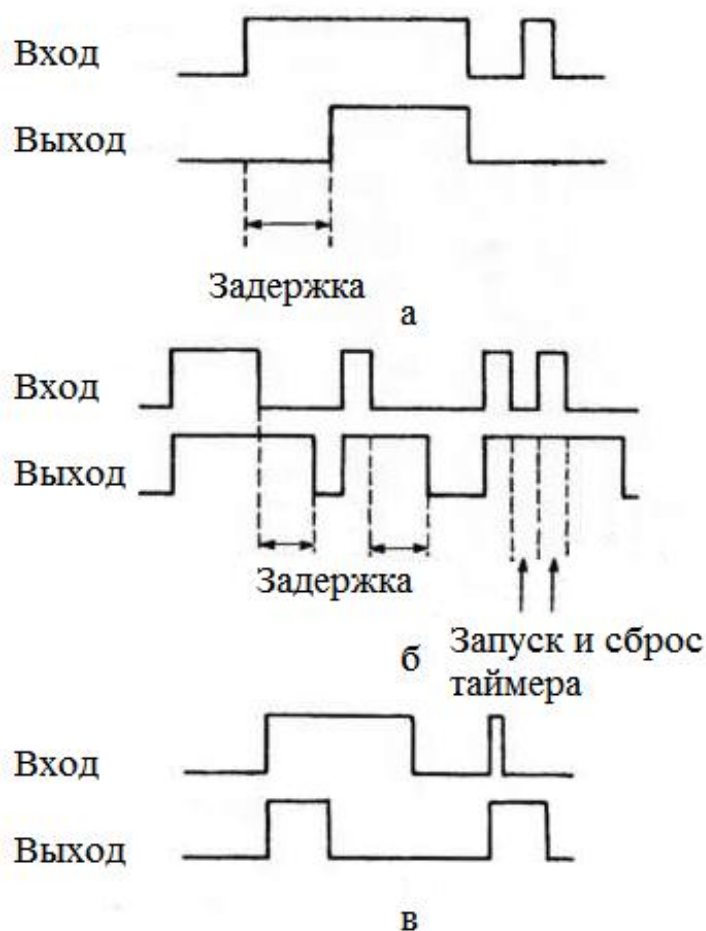 Вход
Выход
Задержка
а
Вход
Выход
Задержка
б
Запуск и сброс
таймера
Вход
Выход
в